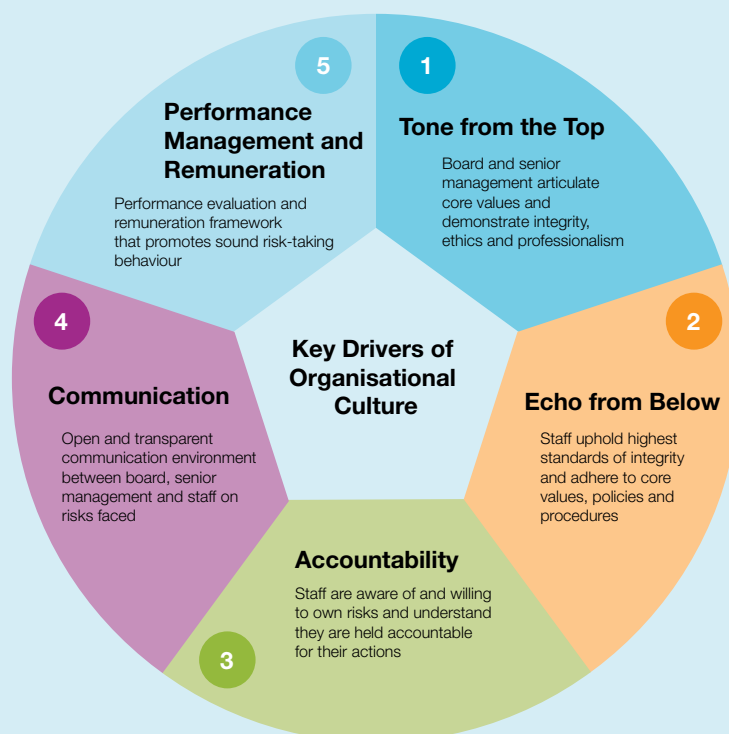 Key Drivers of
Organisational
Culture
1
Tone from the Top
Board and senior
management articulate
core values and
demonstrate integrity,
ethics and professionalism
2
Echo from Below
Staff uphold highest
standards of integrity
and adhere to core
values, policies and
procedures
3
Accountability
Staff are aware of and willing
to own risks and understand
they are held accountable
for their actions
4
Communication
Open and transparent
communication environment
between board, senior
management and staff on
risks faced
5
Performance
Management and
Remuneration
Performance evaluation and
remuneration framework
that promotes sound risk-taking
behaviour